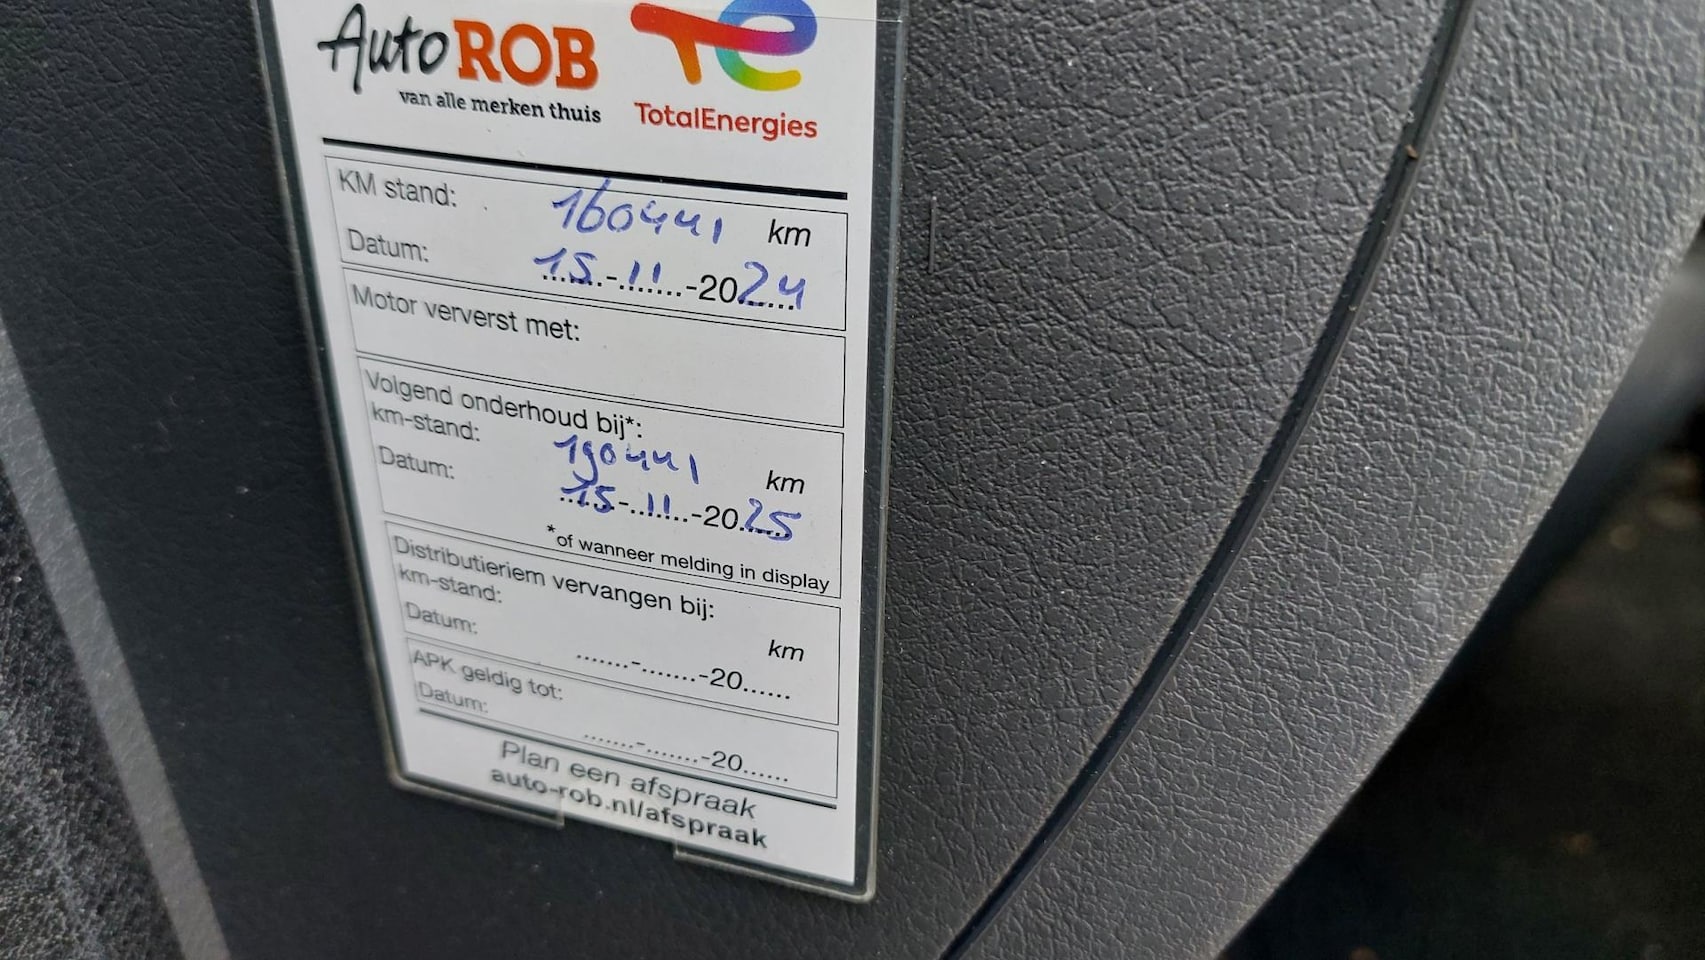 Auto ROB
van alle merken thuis
TotalEnergies
KM stand: 160441 km
Datum: 15-11-2024
Motor ververst met:
Volgend onderhoud bij*:
km-stand: 190441 km
Datum: 15-11-2025
*of wanneer melding in display
Distributieriem vervangen bij:
km-stand: km
Datum: .......-.......-20......
APK geldig tot:
Datum: .......-.......-20......
Plan een afspraak
auto-rob.nl/afspraak